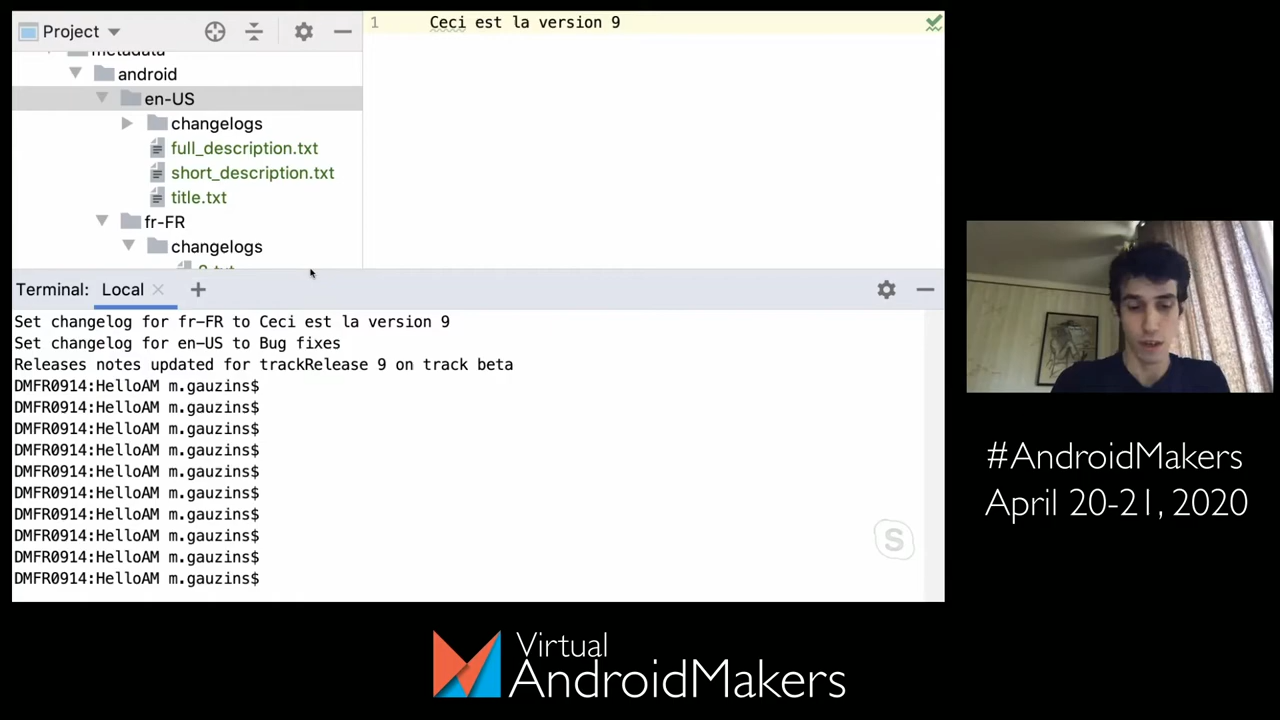 Project
1 Ceci est la version 9
metadata
android
en-US
changelogs
full_description.txt
short_description.txt
title.txt
fr-FR
changelogs
Terminal: Local × +
Set changelog for fr-FR to Ceci est la version 9
Set changelog for en-US to Bug fixes
Releases notes updated for trackRelease 9 on track beta
DMFR0914:HelloAM m.gauzins$
DMFR0914:HelloAM m.gauzins$
DMFR0914:HelloAM m.gauzins$
DMFR0914:HelloAM m.gauzins$
DMFR0914:HelloAM m.gauzins$
DMFR0914:HelloAM m.gauzins$
DMFR0914:HelloAM m.gauzins$
DMFR0914:HelloAM m.gauzins$
DMFR0914:HelloAM m.gauzins$
DMFR0914:HelloAM m.gauzins$
S
#AndroidMakers
April 20-21, 2020
Virtual
AndroidMakers